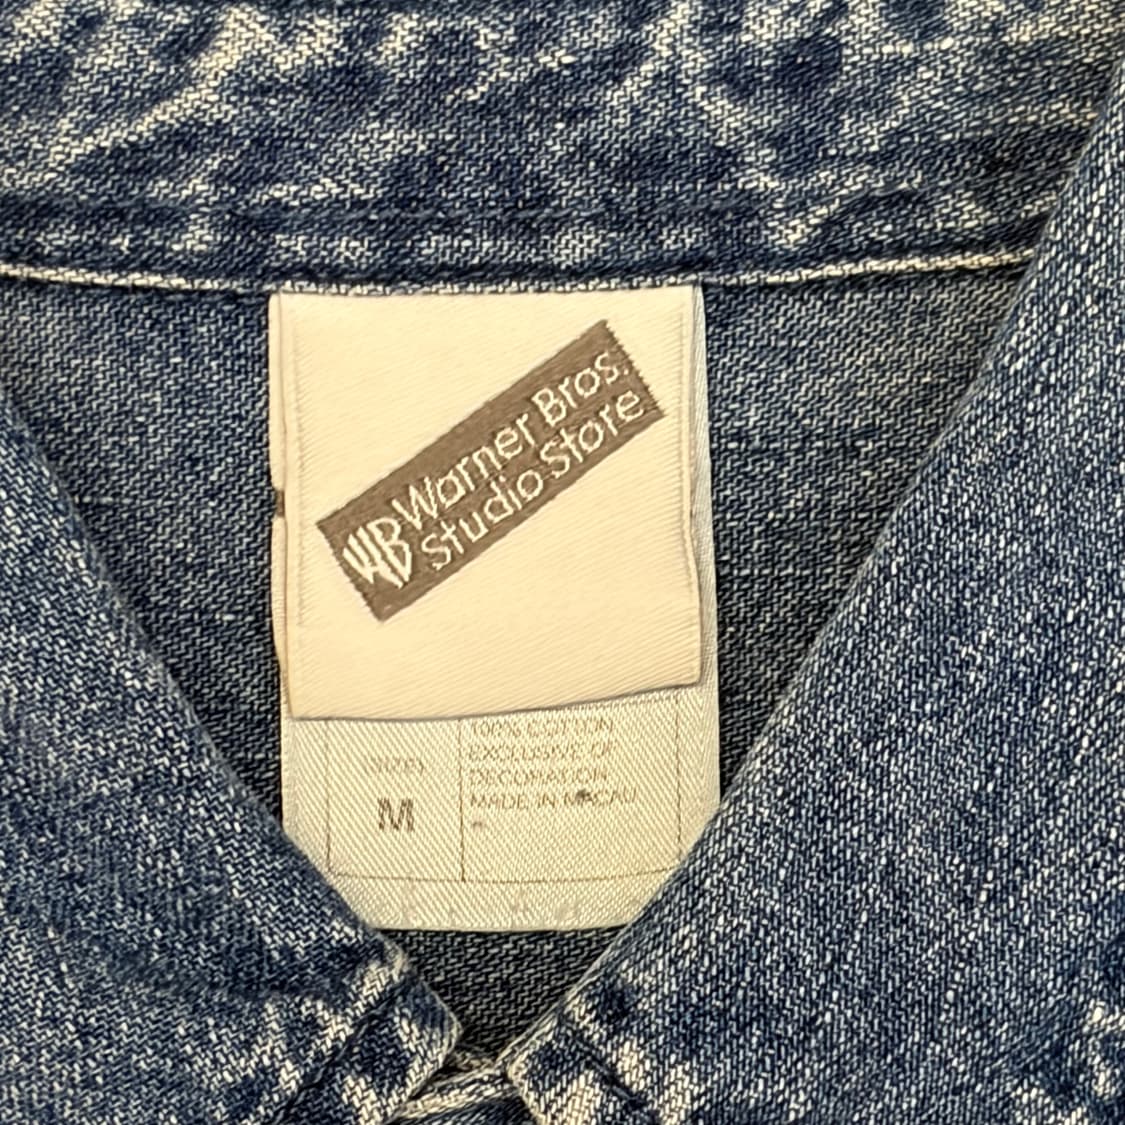 WB Warner Bros.
Studio Store
SIZE
M
100% COTTON
EXCLUSIVE OF
DECORATION
MADE IN MACAU